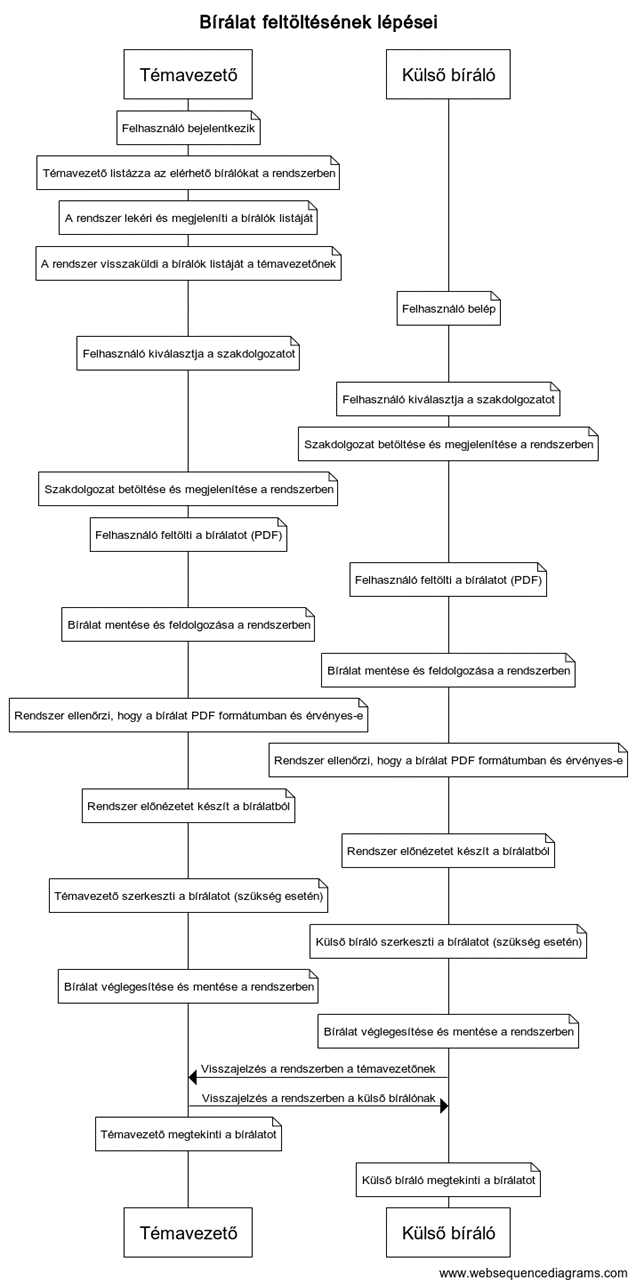 Bírálat feltöltésének lépései
Témavezető
Külső bíráló
Felhasználó bejelentkezik
Témavezető listázza az elérhető bírálókat a rendszerben
A rendszer lekéri és megjeleníti a bírálók listáját
A rendszer visszaküldi a bírálók listáját a témavezetőnek
Felhasználó belép
Felhasználó kiválasztja a szakdolgozatot
Felhasználó kiválasztja a szakdolgozatot
Szakdolgozat betöltése és megjelenítése a rendszerben
Szakdolgozat betöltése és megjelenítése a rendszerben
Felhasználó feltölti a bírálatot (PDF)
Felhasználó feltölti a bírálatot (PDF)
Bírálat mentése és feldolgozása a rendszerben
Bírálat mentése és feldolgozása a rendszerben
Rendszer ellenőrzi, hogy a bírálat PDF formátumban és érvényes-e
Rendszer ellenőrzi, hogy a bírálat PDF formátumban és érvényes-e
Rendszer előnézetet készít a bírálatból
Rendszer előnézetet készít a bírálatból
Témavezető szerkeszti a bírálatot (szükség esetén)
Külső bíráló szerkeszti a bírálatot (szükség esetén)
Bírálat véglegesítése és mentése a rendszerben
Bírálat véglegesítése és mentése a rendszerben
Visszajelzés a rendszerben a témavezetőnek
Visszajelzés a rendszerben a külső bírálónak
Témavezető megtekinti a bírálatot
Külső bíráló megtekinti a bírálatot
Témavezető
Külső bíráló
www.websequencediagrams.com